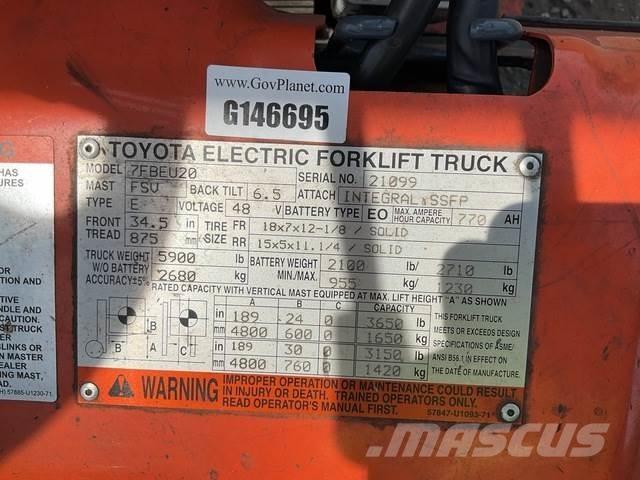 www.GovPlanet.com
G146695
TOYOTA ELECTRIC FORKLIFT TRUCK
MODEL 7FBEU20 SERIAL NO. 21099
MAST FSV BACK TILT 6.5 ATTACH INTEGRAL SSFP
TYPE E VOLTAGE 48 V BATTERY TYPE EO MAX. AMPERE HOUR CAPACITY 770 AH
FRONT TREAD 34.5 in TIRE SIZE FR 18x7x12-1/8 / SOLID
875 mm RR 15x5x11.1/4 / SOLID
TRUCK WEIGHT W/O BATTERY ACCURACY±5% 5900 lb BATTERY WEIGHT MIN./MAX. 2100 lb/ 2710 lb
2680 kg 955 kg/ 1230 kg
RATED CAPACITY WITH VERTICAL MAST EQUIPPED AT MAX. LIFT HEIGHT "A" AS SHOWN
A B C CAPACITY
in 189 24 0 3650 lb
mm 4800 600 0 1650 kg
in 189 30 0 3150 lb
mm 4800 760 0 1420 kg
THIS FORKLIFT TRUCK
MEETS OR EXCEEDS DESIGN
SPECIFICATIONS OF ASME/
ANSI B56.1 IN EFFECT ON
THE DATE OF MANUFACTURE.
A
B C
WARNING
IMPROPER OPERATION OR MAINTENANCE COULD RESULT
IN INJURY OR DEATH. TRAINED OPERATORS ONLY.
READ OPERATOR'S MANUAL FIRST.
57847-U1093-71
57885-U1230-71
MASCUS